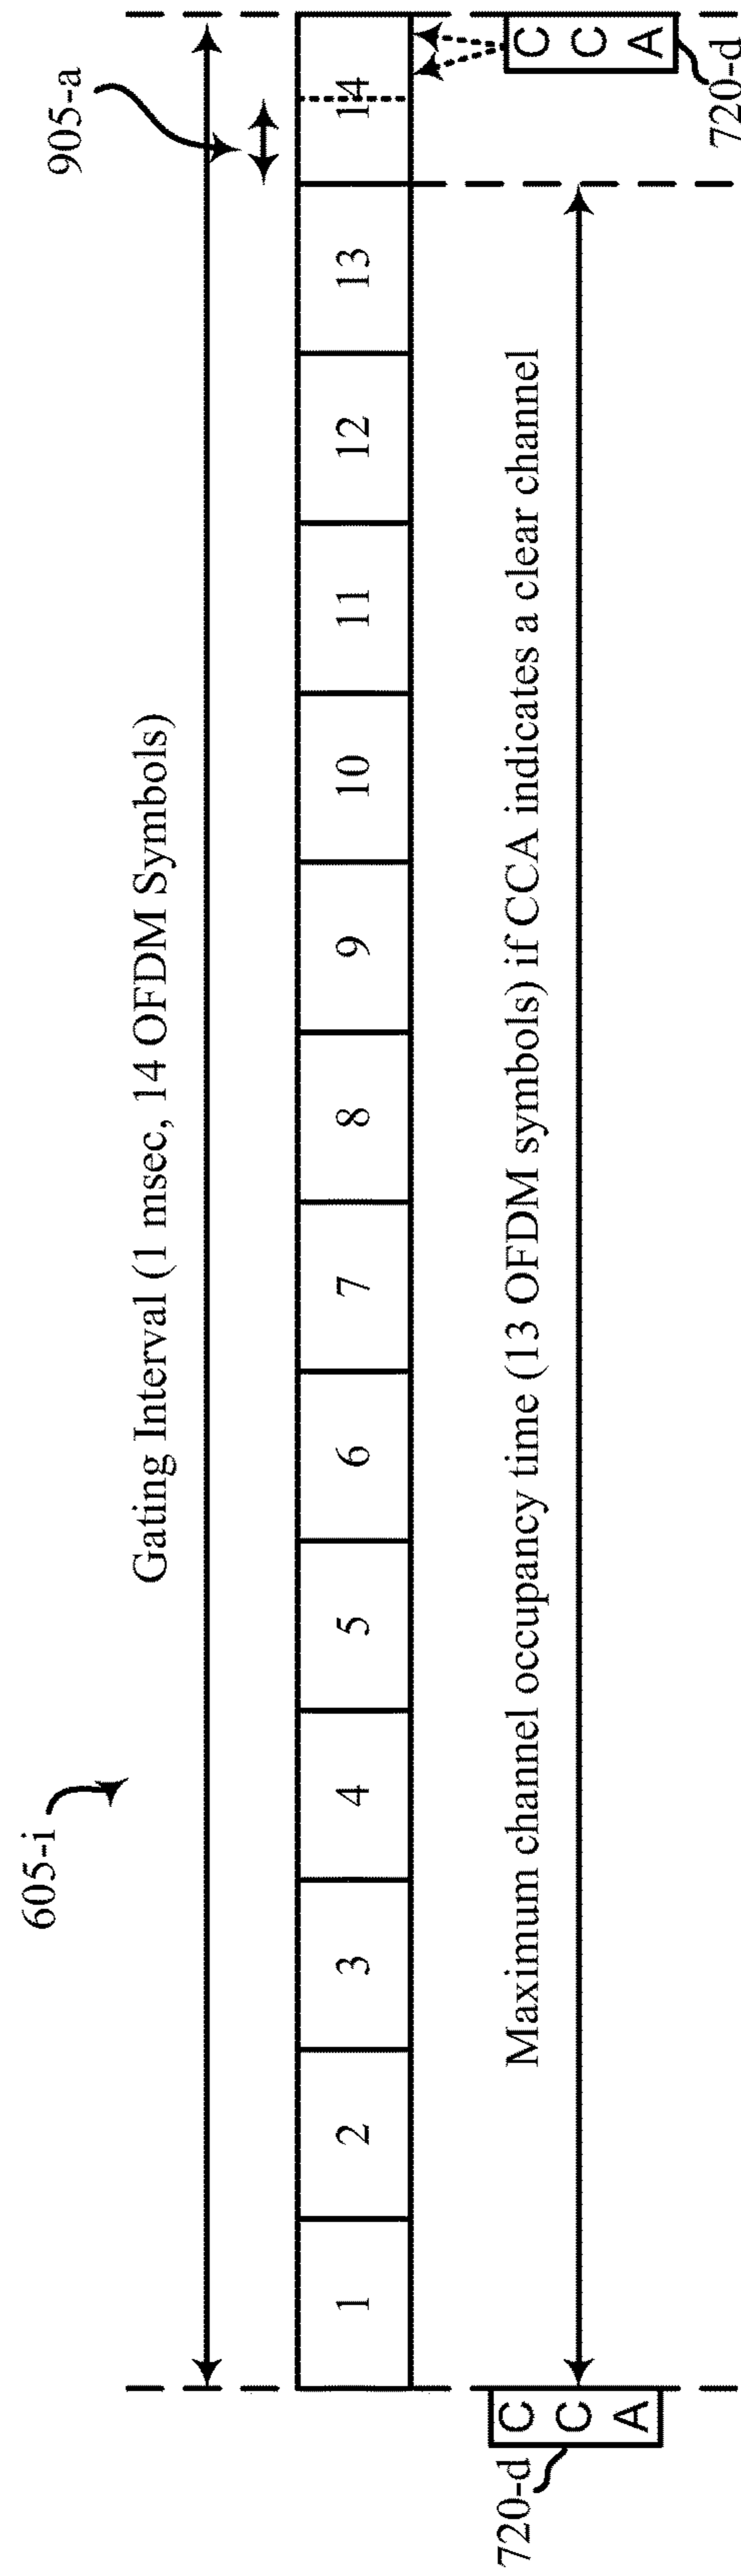 605-i
905-a
Gating Interval (1 msec, 14 OFDM Symbols)
1 2 3 4 5 6 7 8 9 10 11 12 13 14
Maximum channel occupancy time (13 OFDM symbols) if CCA indicates a clear channel
CCA
720-d
CCA
720-d